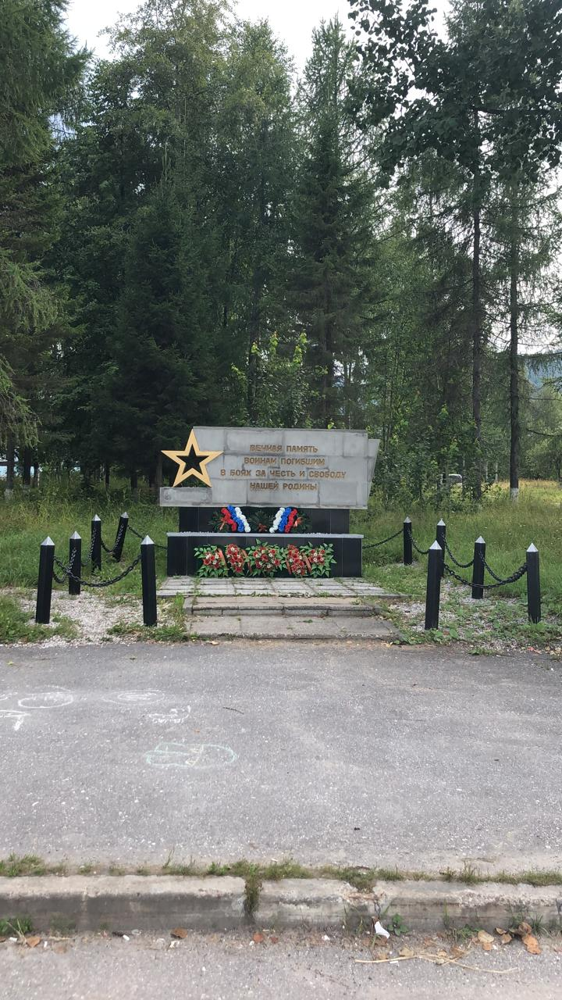 ВЕЧНАЯ ПАМЯТЬ
ВОИНАМ ПОГИБШИМ
В БОЯХ ЗА ЧЕСТЬ И СВОБОДУ
НАШЕЙ РОДИНЫ